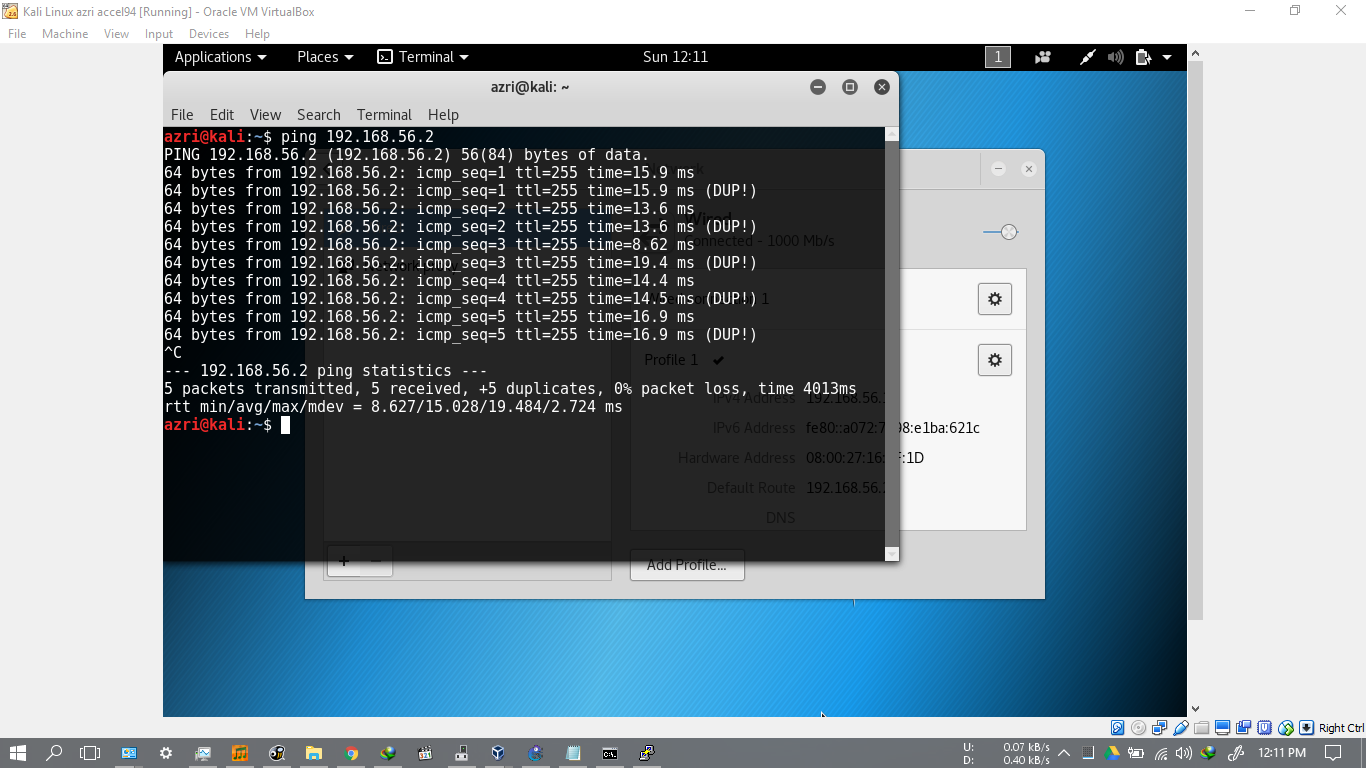 Kali Linux azri accel94 [Running] - Oracle VM VirtualBox
File Machine View Input Devices Help
Applications Places Terminal Sun 12:11 1
azri@kali: ~
File Edit View Search Terminal Help
azri@kali:~$ ping 192.168.56.2
PING 192.168.56.2 (192.168.56.2) 56(84) bytes of data.
64 bytes from 192.168.56.2: icmp_seq=1 ttl=255 time=15.9 ms
64 bytes from 192.168.56.2: icmp_seq=1 ttl=255 time=15.9 ms (DUP!)
64 bytes from 192.168.56.2: icmp_seq=2 ttl=255 time=13.6 ms
64 bytes from 192.168.56.2: icmp_seq=2 ttl=255 time=13.6 ms (DUP!)
64 bytes from 192.168.56.2: icmp_seq=3 ttl=255 time=8.62 ms
64 bytes from 192.168.56.2: icmp_seq=3 ttl=255 time=19.4 ms (DUP!)
64 bytes from 192.168.56.2: icmp_seq=4 ttl=255 time=14.4 ms
64 bytes from 192.168.56.2: icmp_seq=4 ttl=255 time=14.5 ms (DUP!)
64 bytes from 192.168.56.2: icmp_seq=5 ttl=255 time=16.9 ms
64 bytes from 192.168.56.2: icmp_seq=5 ttl=255 time=16.9 ms (DUP!)
^C
--- 192.168.56.2 ping statistics ---
5 packets transmitted, 5 received, +5 duplicates, 0% packet loss, time 4013ms
rtt min/avg/max/mdev = 8.627/15.028/19.484/2.724 ms
azri@kali:~$
Wired
Connected - 1000 Mb/s
Profile 1
IPv4 Address 192.168.56.
IPv6 Address fe80::a072:7 98:e1ba:621c
Hardware Address 08:00:27:16: F:1D
Default Route 192.168.56.
DNS
Add Profile...
Right Ctrl
U: 0.07 kB/s
D: 0.40 kB/s
12:11 PM